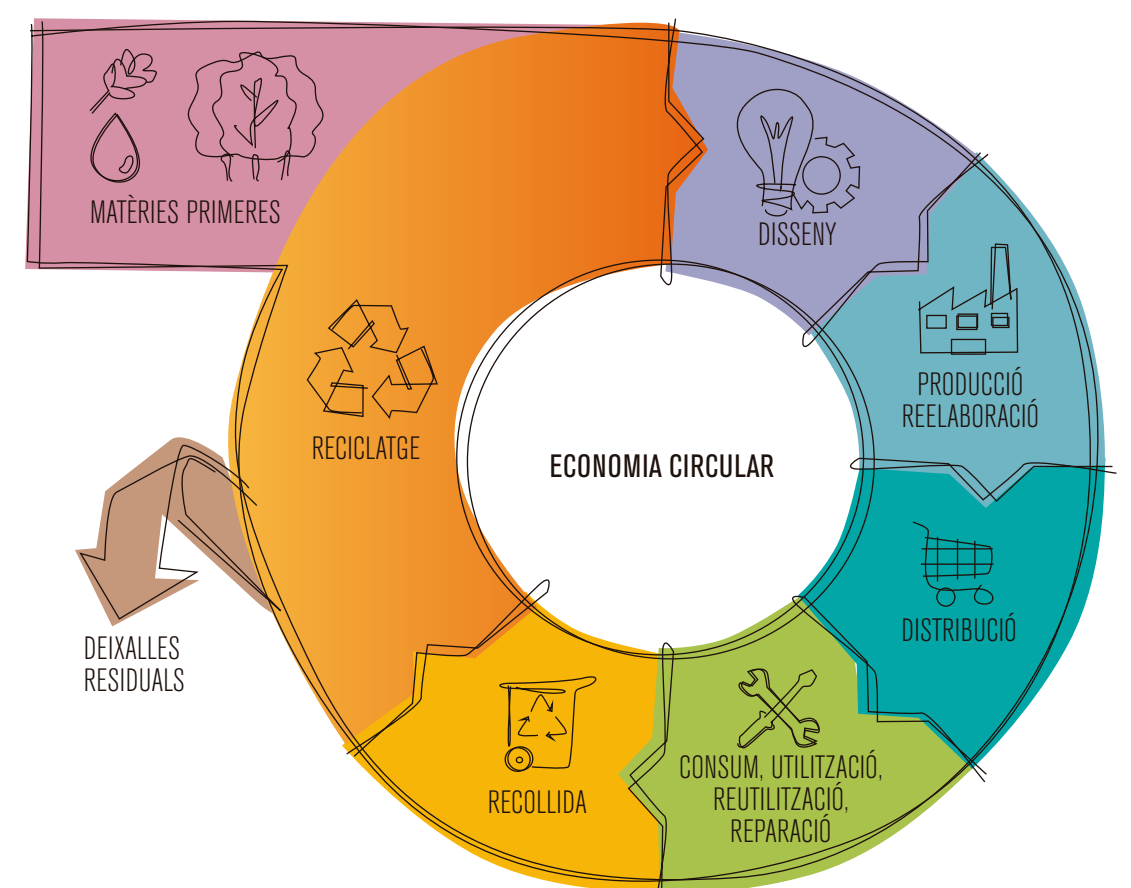 MATÈRIES PRIMERES
DISSENY
PRODUCCIÓ
REELABORACIÓ
DISTRIBUCIÓ
CONSUM, UTILITZACIÓ,
REUTILITZACIÓ,
REPARACIÓ
RECOLLIDA
RECICLATGE
DEIXALLES
RESIDUALS
ECONOMIA CIRCULAR